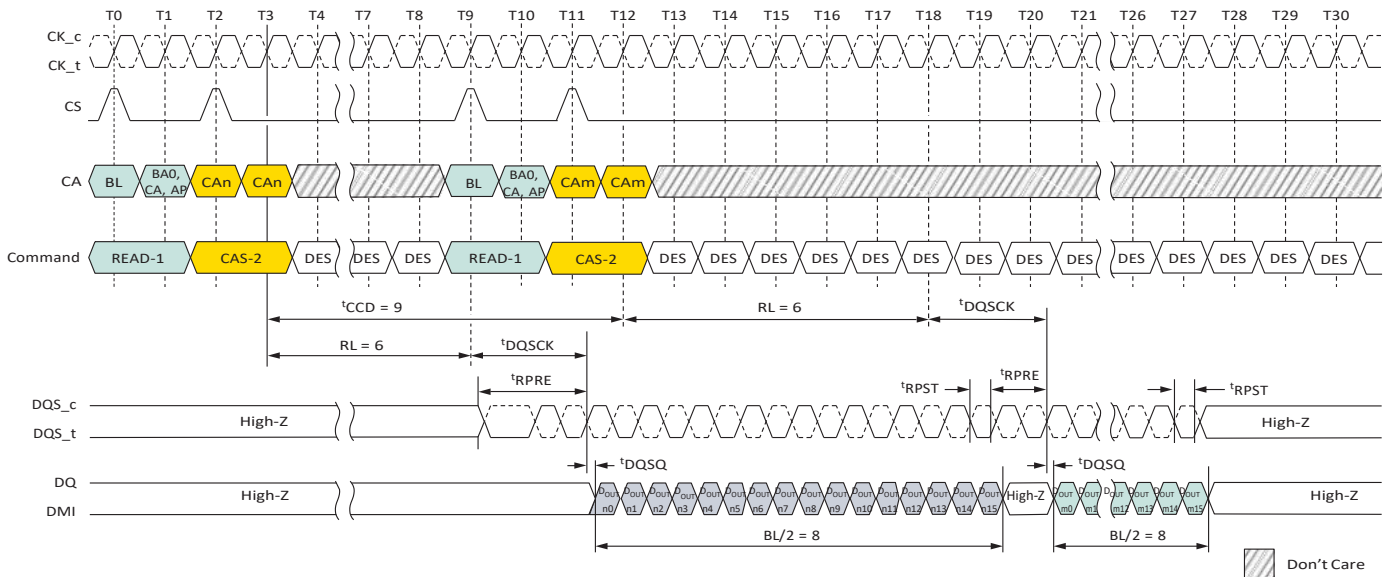 T0 T1 T2 T3 T4 T7 T8 T9 T10 T11 T12 T13 T14 T15 T16 T17 T18 T19 T20 T21 T26 T27 T28 T29 T30
CK_c
CK_t
CS
CA BL BA0, CA, AP CAn CAn BL BA0, CA, AP CAm CAm
Command READ-1 CAS-2 DES DES DES READ-1 CAS-2 DES DES DES DES DES DES DES DES DES DES DES DES DES DES
tCCD = 9 RL = 6 tDQSCK
RL = 6 tDQSCK
tRPRE tRPST tRPRE tRPST
DQS_c
High-Z High-Z
DQS_t
tDQSQ tDQSQ
DQ
High-Z DOUT n0 DOUT n1 DOUT n2 DOUT n3 DOUT n4 DOUT n5 DOUT n6 DOUT n7 DOUT n8 DOUT n9 DOUT n10 DOUT n11 DOUT n12 DOUT n13 DOUT n14 DOUT n15 High-Z DOUT m0 DOUT m1 DOUT m12 DOUT m13 DOUT m14 DOUT m15 High-Z
DMI
BL/2 = 8 BL/2 = 8
Don't Care